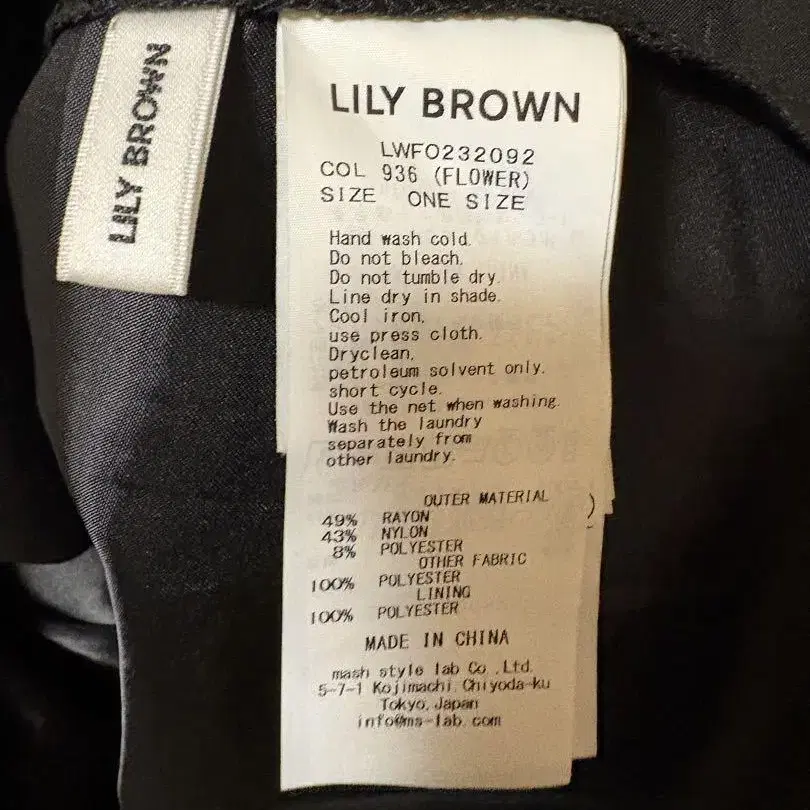 LILY BROWN
LILY BROWN
LWFO232092
COL 936 (FLOWER)
SIZE ONE SIZE
Hand wash cold.
Do not bleach.
Do not tumble dry.
Line dry in shade.
Cool iron,
use press cloth.
Dryclean,
petroleum solvent only.
short cycle.
Use the net when washing.
Wash the laundry
separately from
other laundry.
OUTER MATERIAL
49% RAYON
43% NYLON
8% POLYESTER
OTHER FABRIC
100% POLYESTER
LINING
100% POLYESTER
MADE IN CHINA
mash style lab Co.,Ltd.
5-7-1 Kojimachi Chiyoda-ku
Tokyo, Japan
info@ms-lab.com